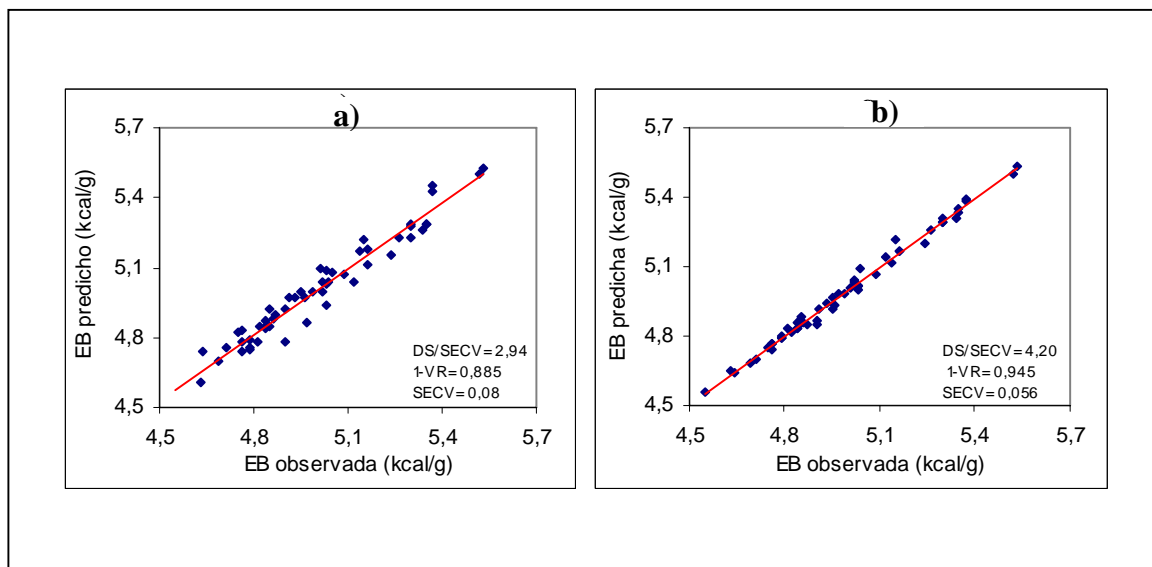 a)
5,7
5,4
5,1
4,8
4,5
EB predicho (kcal/g)
DS/SECV=2,94
1-VR=0,885
SECV=0,08
4,5 4,8 5,1 5,4 5,7
EB observada (kcal/g)
b)
5,7
5,4
5,1
4,8
4,5
EB predicha (kcal/g)
DS/SECV=4,20
1-VR=0,945
SECV=0,056
4,5 4,8 5,1 5,4 5,7
EB observada (kcal/g)